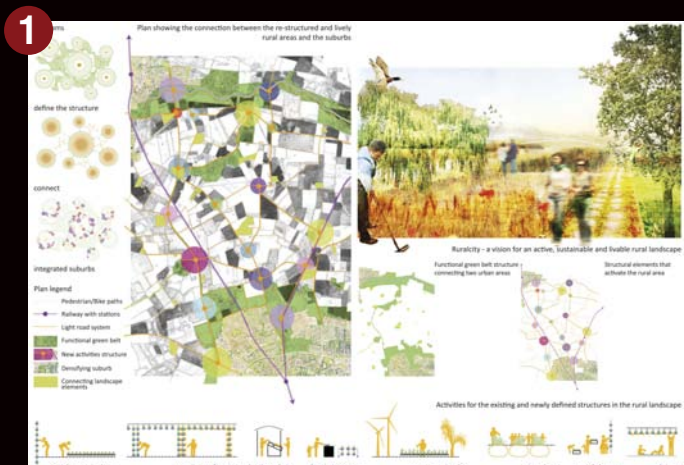 1
Plan showing the connection between the re-structured and lively
rural areas and the suburbs
define the structure
connect
integrated suburbs
Plan legend
Pedestrian/Bike paths
Railway with stations
Light road system
Functional green belt
New activities structure
Densifying suburb
Connecting landscape
elements
Ruralcity - a vision for an active, sustainable and livable rural landscape
Functional green belt structure
connecting two urban areas
Structural elements that
activate the rural area
Activities for the existing and newly defined structures in the rural landscape